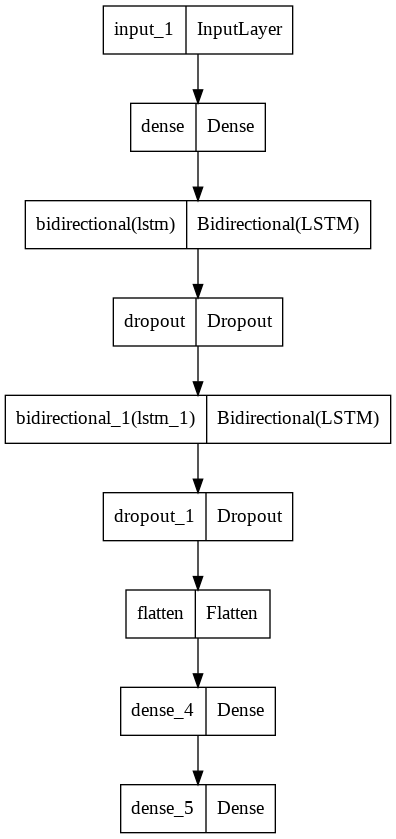 input_1 InputLayer
dense Dense
bidirectional(lstm) Bidirectional(LSTM)
dropout Dropout
bidirectional_1(lstm_1) Bidirectional(LSTM)
dropout_1 Dropout
flatten Flatten
dense_4 Dense
dense_5 Dense